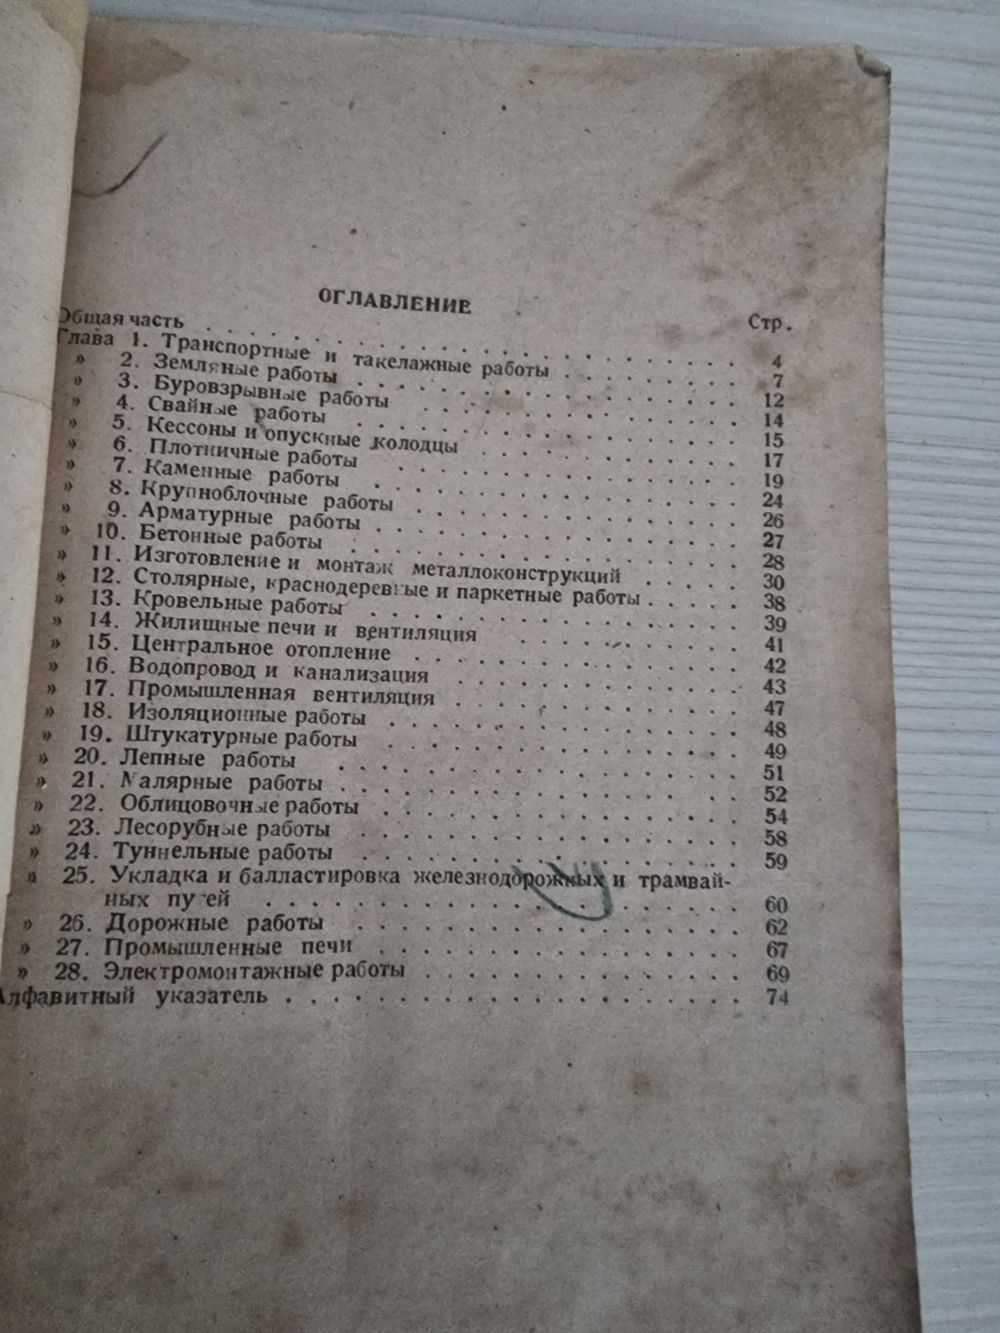 ОГЛАВЛЕНИЕ
Стр.
Общая часть . . . . . . . . . . . . . . . . . . . 4
Глава 1. Транспортные и такелажные работы . . . . . . . . 7
» 2. Земляные работы . . . . . . . . . . . . . . . 12
» 3. Буровзрывные работы . . . . . . . . . . . . . 14
» 4. Свайные работы . . . . . . . . . . . . . . . 15
» 5. Кессоны и опускные колодцы . . . . . . . . . . 17
» 6. Плотничные работы . . . . . . . . . . . . . . 19
» 7. Каменные работы . . . . . . . . . . . . . . . 24
» 8. Крупноблочные работы . . . . . . . . . . . . . 26
» 9. Арматурные работы . . . . . . . . . . . . . . 27
» 10. Бетонные работы . . . . . . . . . . . . . . . 28
» 11. Изготовление и монтаж металлоконструкций . . . . 30
» 12. Столярные, краснодеревные и паркетные работы . . . . 38
» 13. Кровельные работы . . . . . . . . . . . . . . 39
» 14. Жилищные печи и вентиляция . . . . . . . . . 41
» 15. Центральное отопление . . . . . . . . . . . . 42
» 16. Водопровод и канализация . . . . . . . . . . . 43
» 17. Промышленная вентиляция . . . . . . . . . . . 47
» 18. Изоляционные работы . . . . . . . . . . . . . 48
» 19. Штукатурные работы . . . . . . . . . . . . . 49
» 20. Лепные работы . . . . . . . . . . . . . . . 51
» 21. Малярные работы . . . . . . . . . . . . . . . 52
» 22. Облицовочные работы . . . . . . . . . . . . . 54
» 23. Лесорубные работы . . . . . . . . . . . . . . 58
» 24. Туннельные работы . . . . . . . . . . . . . . 59
» 25. Укладка и балластировка железнодорожных и трамвай-
ных путей . . . . . . . . . . . . . . . . . 60
» 26. Дорожные работы . . . . . . . . . . . . . . . 62
» 27. Промышленные печи . . . . . . . . . . . . . 67
» 28. Электромонтажные работы . . . . . . . . . . . 69
Алфавитный указатель . . . . . . . . . . . . . . . . 74